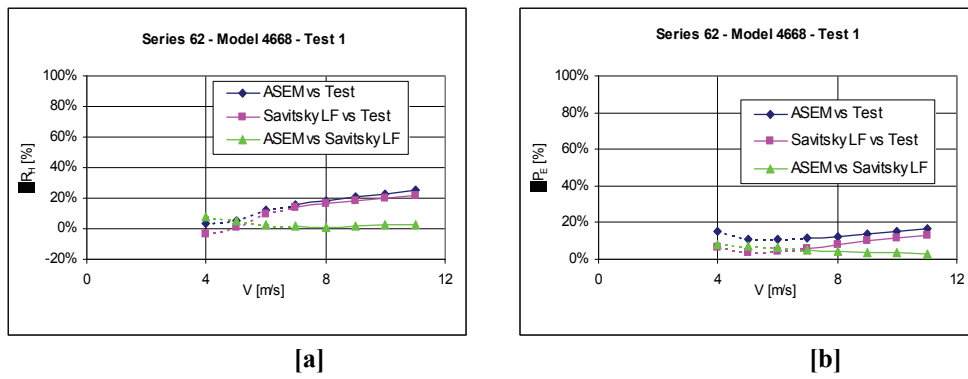 Series 62 - Model 4668 - Test 1
100%
80%
60%
40%
20%
0%
-20%
R_H [%]
ASEM vs Test
Savitsky LF vs Test
ASEM vs Savitsky LF
0
4
8
12
V [m/s]
[a]
Series 62 - Model 4668 - Test 1
100%
80%
60%
40%
20%
0%
P_E [%]
ASEM vs Test
Savitsky LF vs Test
ASEM vs Savitsky LF
0
4
8
12
V [m/s]
[b]